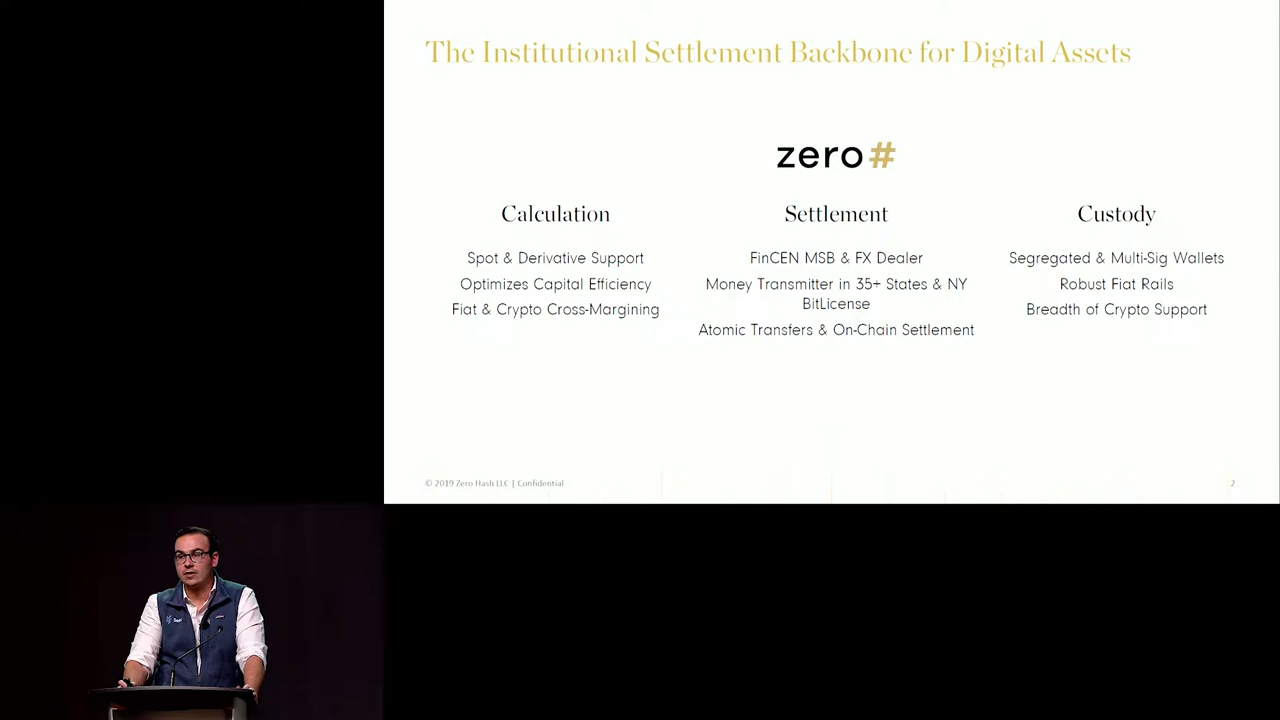 The Institutional Settlement Backbone for Digital Assets
zero#
Calculation
Spot & Derivative Support
Optimizes Capital Efficiency
Fiat & Crypto Cross-Margining
Settlement
FinCEN MSB & FX Dealer
Money Transmitter in 35+ States & NY
BitLicense
Atomic Transfers & On-Chain Settlement
Custody
Segregated & Multi-Sig Wallets
Robust Fiat Rails
Breadth of Crypto Support
© 2019 Zero Hash LLC | Confidential
2